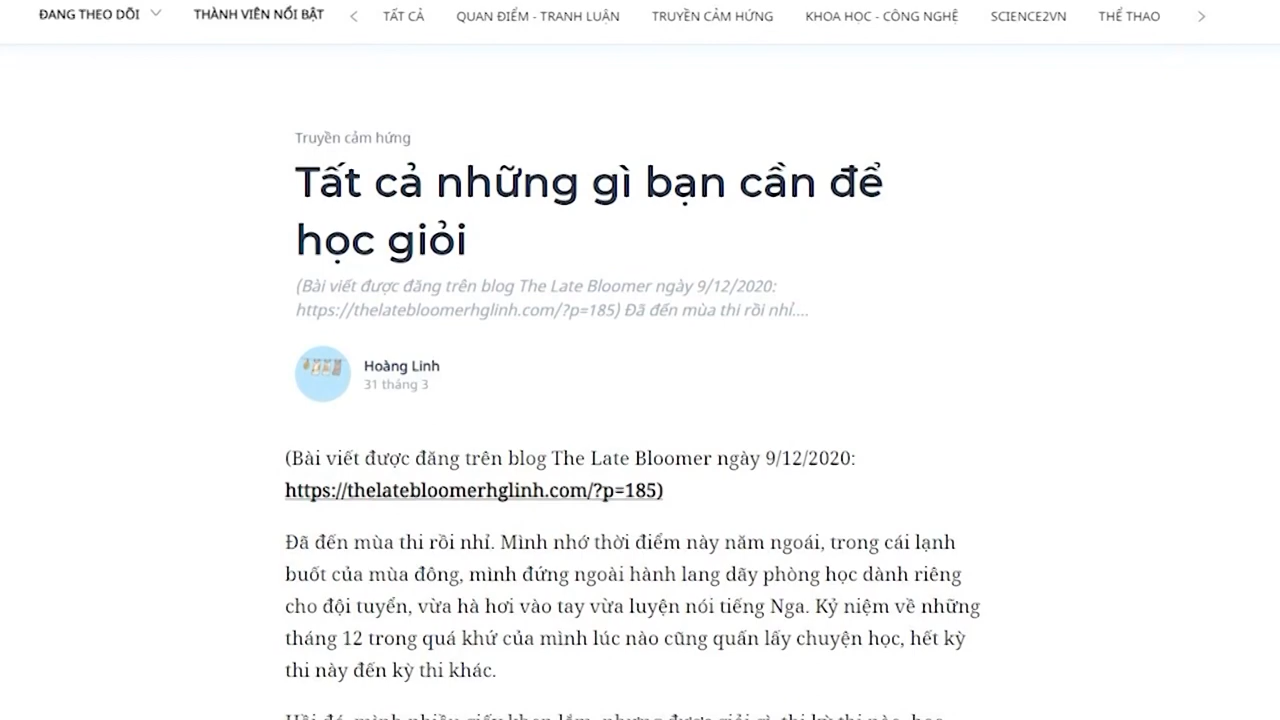 ĐANG THEO DÕI THÀNH VIÊN NỔI BẬT TẤT CẢ QUAN ĐIỂM - TRANH LUẬN TRUYỀN CẢM HỨNG KHOA HỌC - CÔNG NGHỆ SCIENCE2VN THỂ THAO
Truyền cảm hứng
Tất cả những gì bạn cần để
học giỏi
(Bài viết được đăng trên blog The Late Bloomer ngày 9/12/2020:
https://thelatebloomerhglinh.com/?p=185) Đã đến mùa thi rồi nhỉ....
Hoàng Linh
31 tháng 3
(Bài viết được đăng trên blog The Late Bloomer ngày 9/12/2020:
https://thelatebloomerhglinh.com/?p=185)
Đã đến mùa thi rồi nhỉ. Mình nhớ thời điểm này năm ngoái, trong cái lạnh
buốt của mùa đông, mình đứng ngoài hành lang dãy phòng học dành riêng
cho đội tuyển, vừa hà hơi vào tay vừa luyện nói tiếng Nga. Kỷ niệm về những
tháng 12 trong quá khứ của mình lúc nào cũng quấn lấy chuyện học, hết kỳ
thi này đến kỳ thi khác.